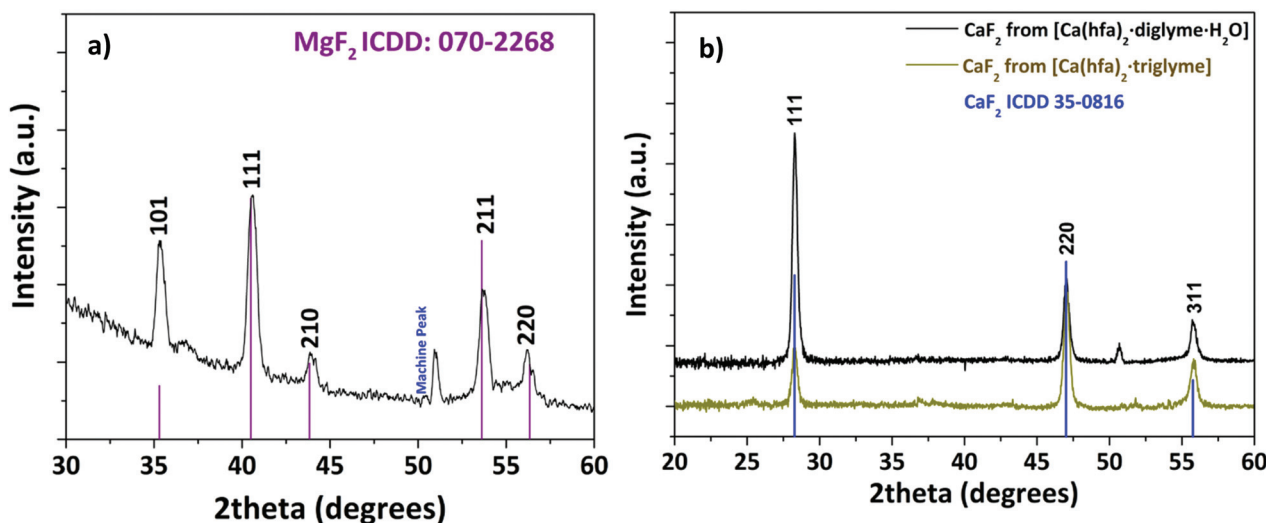 a)
MgF₂ ICDD: 070-2268
101
111
210
Machine Peak
211
220
Intensity (a.u.)
30 35 40 45 50 55 60
2theta (degrees)
b)
CaF₂ from [Ca(hfa)₂·diglyme·H₂O]
CaF₂ from [Ca(hfa)₂·triglyme]
CaF₂ ICDD 35-0816
111
220
311
Intensity (a.u.)
20 25 30 35 40 45 50 55 60
2theta (degrees)